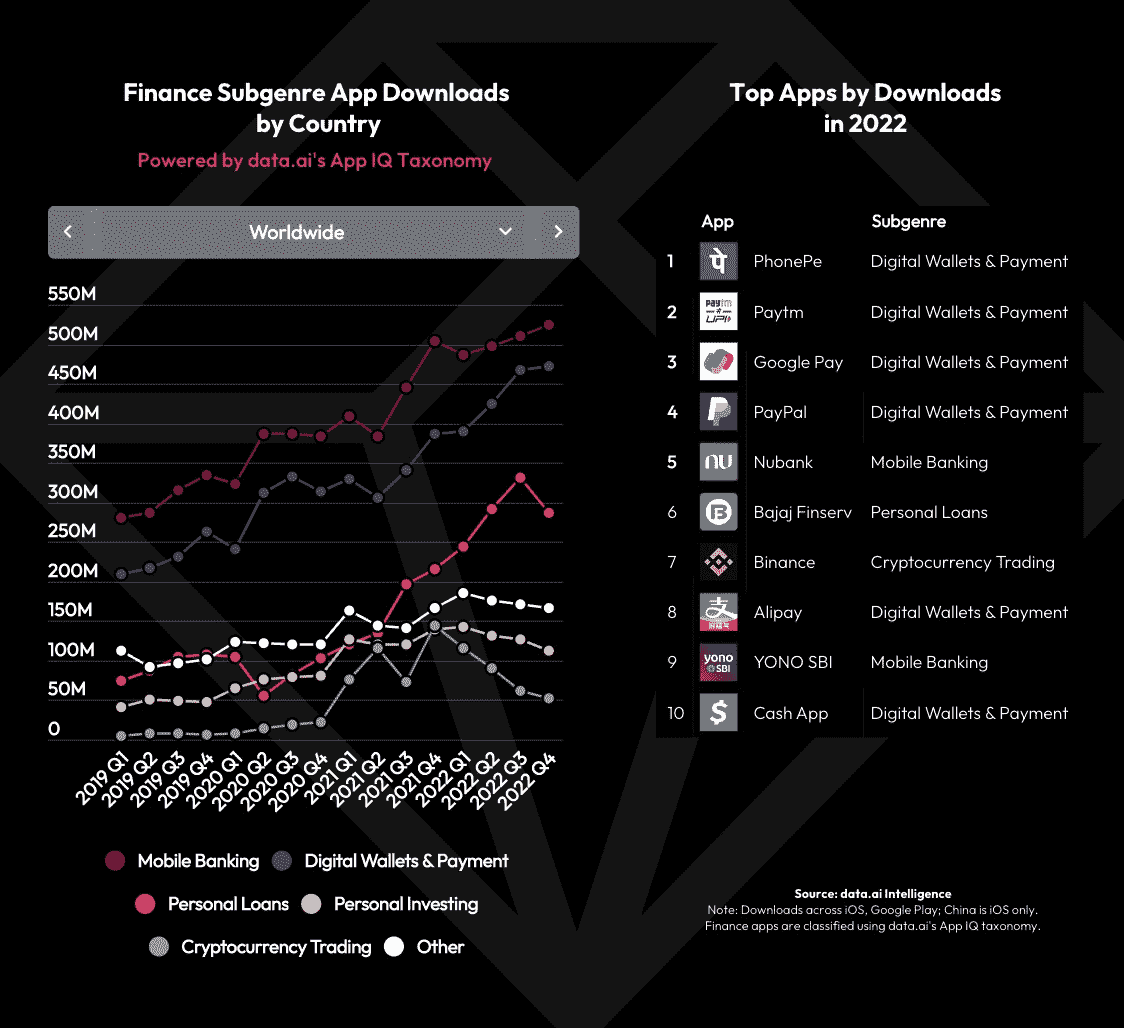 Finance Subgenre App Downloads
by Country
Powered by data.ai's App IQ Taxonomy
Worldwide
550M
500M
450M
400M
350M
300M
250M
200M
150M
100M
50M
0
2019 Q1
2019 Q2
2019 Q3
2019 Q4
2020 Q1
2020 Q2
2020 Q3
2020 Q4
2021 Q1
2021 Q2
2021 Q3
2021 Q4
2022 Q1
2022 Q2
2022 Q3
2022 Q4
Mobile Banking
Digital Wallets & Payment
Personal Loans
Personal Investing
Cryptocurrency Trading
Other
Top Apps by Downloads
in 2022
App Subgenre
1 पे PhonePe Digital Wallets & Payment
2 paytm UPI Paytm Digital Wallets & Payment
3 Google Pay Digital Wallets & Payment
4 PayPal Digital Wallets & Payment
5 nu Nubank Mobile Banking
6 Bajaj Finserv Personal Loans
7 Binance Cryptocurrency Trading
8 支 Alipay Digital Wallets & Payment
9 yono SBI YONO SBI Mobile Banking
10 $ Cash App Digital Wallets & Payment
Source: data.ai Intelligence
Note: Downloads across iOS, Google Play; China is iOS only.
Finance apps are classified using data.ai's App IQ taxonomy.